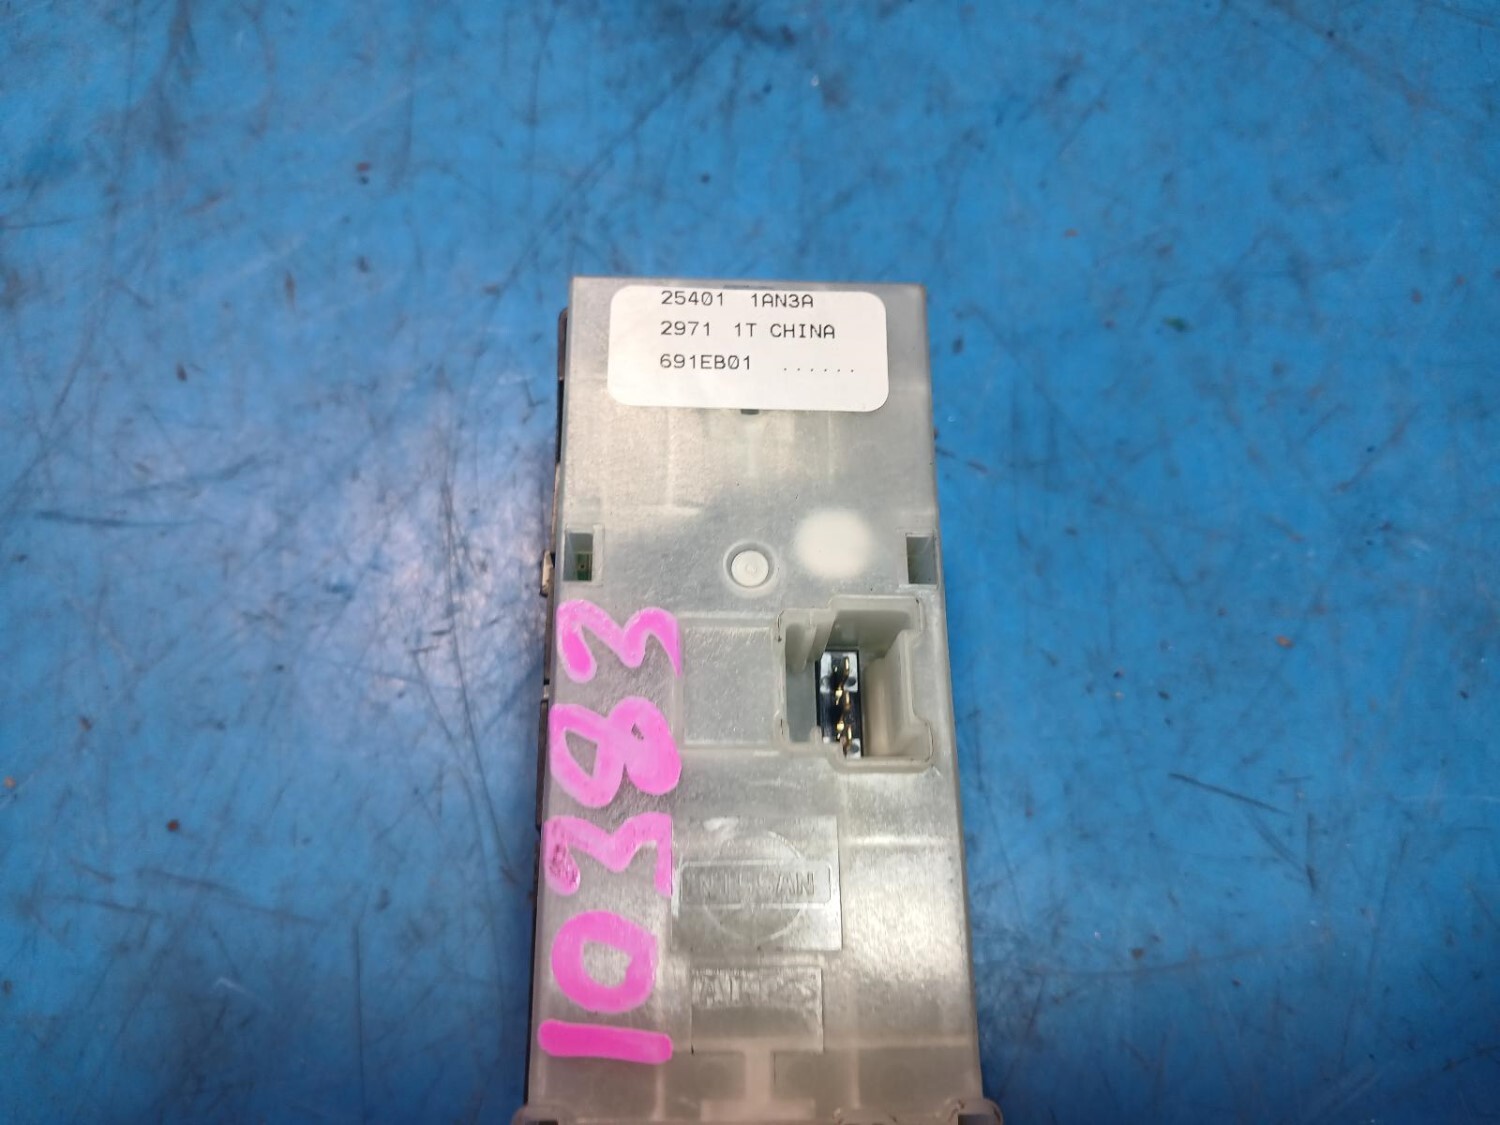 25401 1AN3A
2971 1T CHINA
691EB01 ......
10383
NISSAN